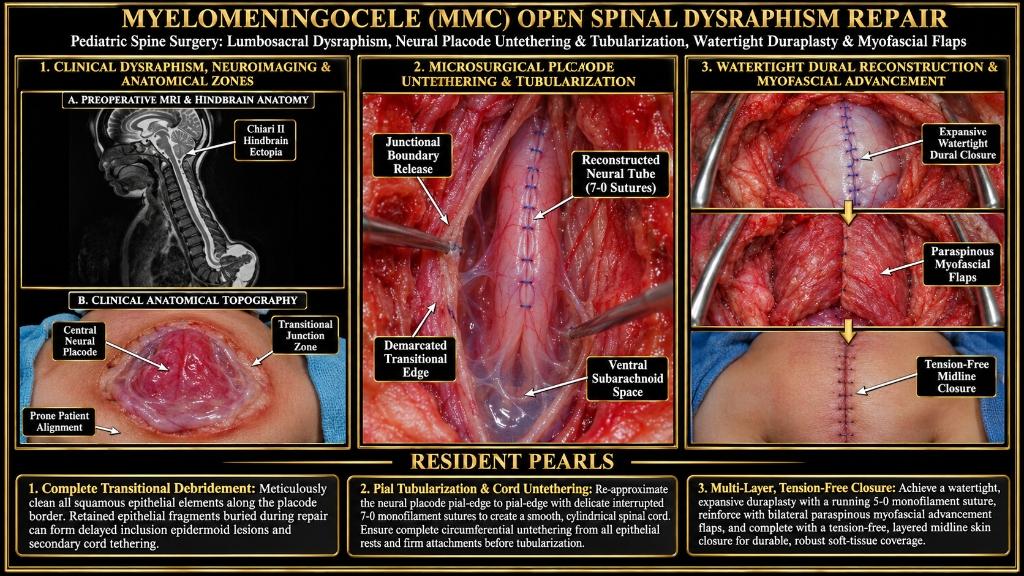 MYELOMENINGOCELE (MMC) OPEN SPINAL DYSRAPHISM REPAIR
Pediatric Spine Surgery: Lumbosacral Dysraphism, Neural Placode Untethering & Tubularization, Watertight Duraplasty & Myofascial Flaps
1. CLINICAL DYSRAPHISM, NEUROIMAGING &
ANATOMICAL ZONES
A. PREOPERATIVE MRI & HINDBRAIN ANATOMY
Chiari II
Hindbrain
Ectopia
B. CLINICAL ANATOMICAL TOPOGRAPHY
Central
Neural
Placode
Transitional
Junction
Zone
Prone Patient
Alignment
2. MICROSURGICAL PLCAODE
UNTETHERING & TUBULARIZATION
Junctional
Boundary
Release
Reconstructed
Neural Tube
(7-0 Sutures)
Demarcated
Transitional
Edge
Ventral
Subarachnoid
Space
3. WATERTIGHT DURAL RECONSTRUCTION &
MYOFASCIAL ADVANCEMENT
Expansive
Watertight
Dural Closure
Paraspinous
Myofascial
Flaps
Tension-Free
Midline
Closure
RESIDENT PEARLS
1. Complete Transitional Debridement: Meticulously
clean all squamous epithelial elements along the placode
border. Retained epithelial fragments buried during repair
can form delayed inclusion epidermoid lesions and
secondary cord tethering.
2. Pial Tubularization & Cord Untethering: Re-approximate
the neural placode pial-edge to pial-edge with delicate interrupted
7-0 monofilament sutures to create a smooth, cylindrical spinal cord.
Ensure complete circumferential untethering from all epithelial
rests and firm attachments before tubularization.
3. Multi-Layer, Tension-Free Closure: Achieve a watertight,
expansive duraplasty with a running 5-0 monofilament suture,
reinforce with bilateral paraspinous myofascial advancement
flaps, and complete with a tension-free, layered midline skin
closure for durable, robust soft-tissue coverage.